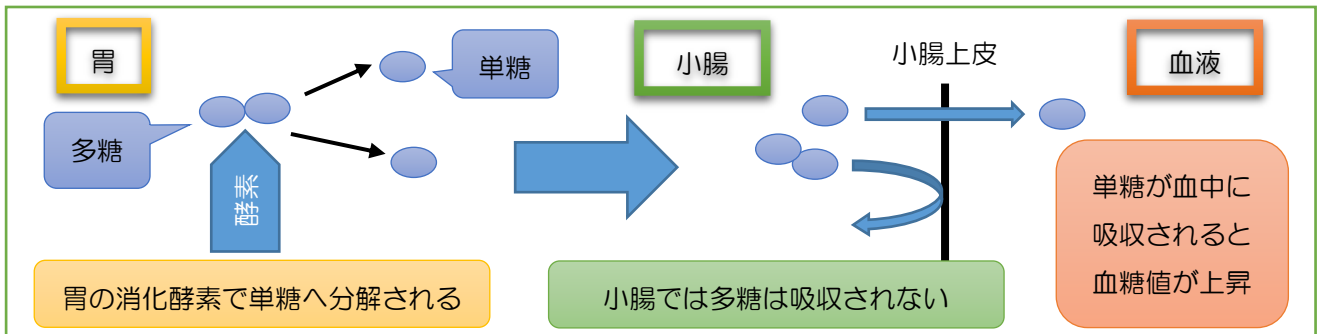 胃
単糖
多糖
酵素
胃の消化酵素で単糖へ分解される
小腸
小腸上皮
小腸では多糖は吸収されない
血液
単糖が血中に
吸収されると
血糖値が上昇